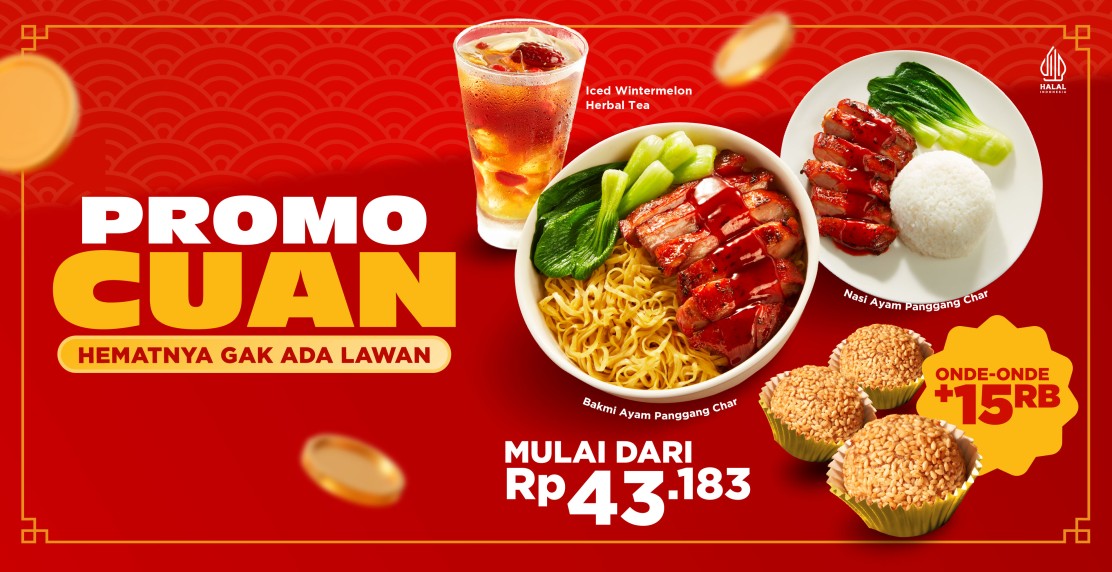 PROMO
CUAN
HEMATNYA GAK ADA LAWAN
Iced Wintermelon
Herbal Tea
HALAL
INDONESIA
Nasi Ayam Panggang Char
Bakmi Ayam Panggang Char
ONDE-ONDE
+15RB
MULAI DARI
Rp43.183